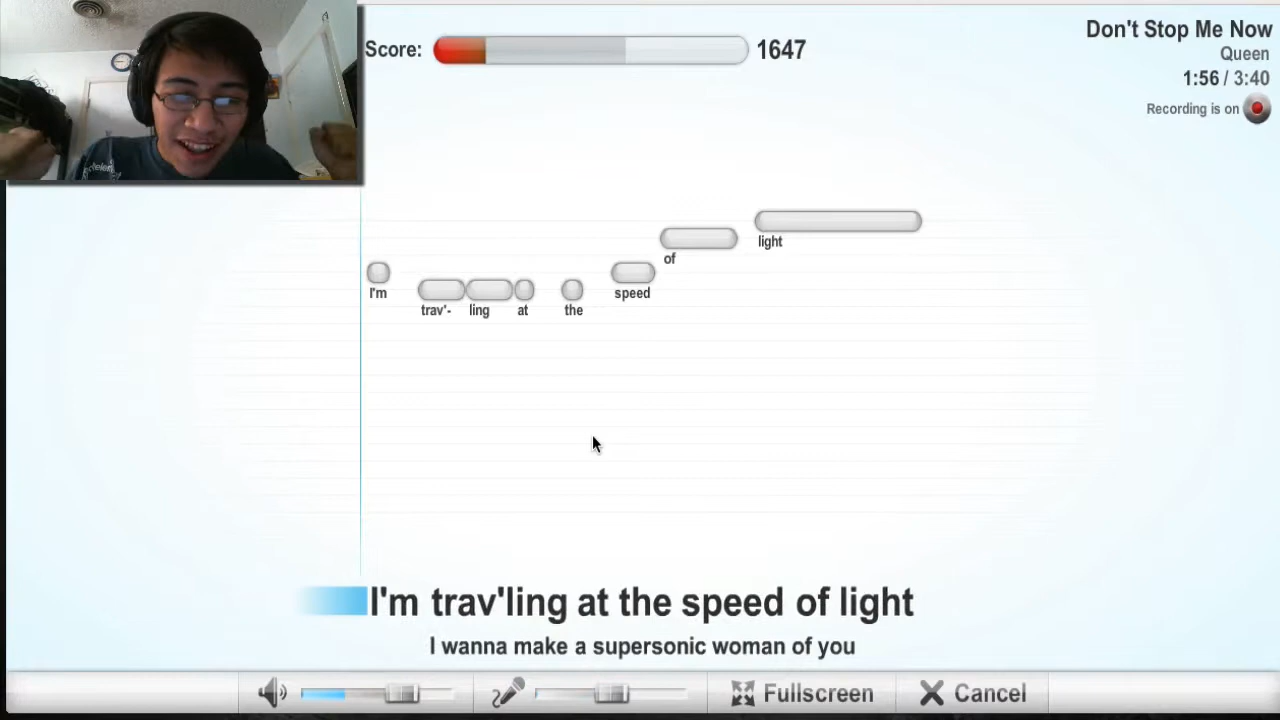 Score: 1647
Don't Stop Me Now
Queen
1:56 / 3:40
Recording is on
light
of
I'm speed
trav'- ling at the
I'm trav'ling at the speed of light
I wanna make a supersonic woman of you
Fullscreen Cancel